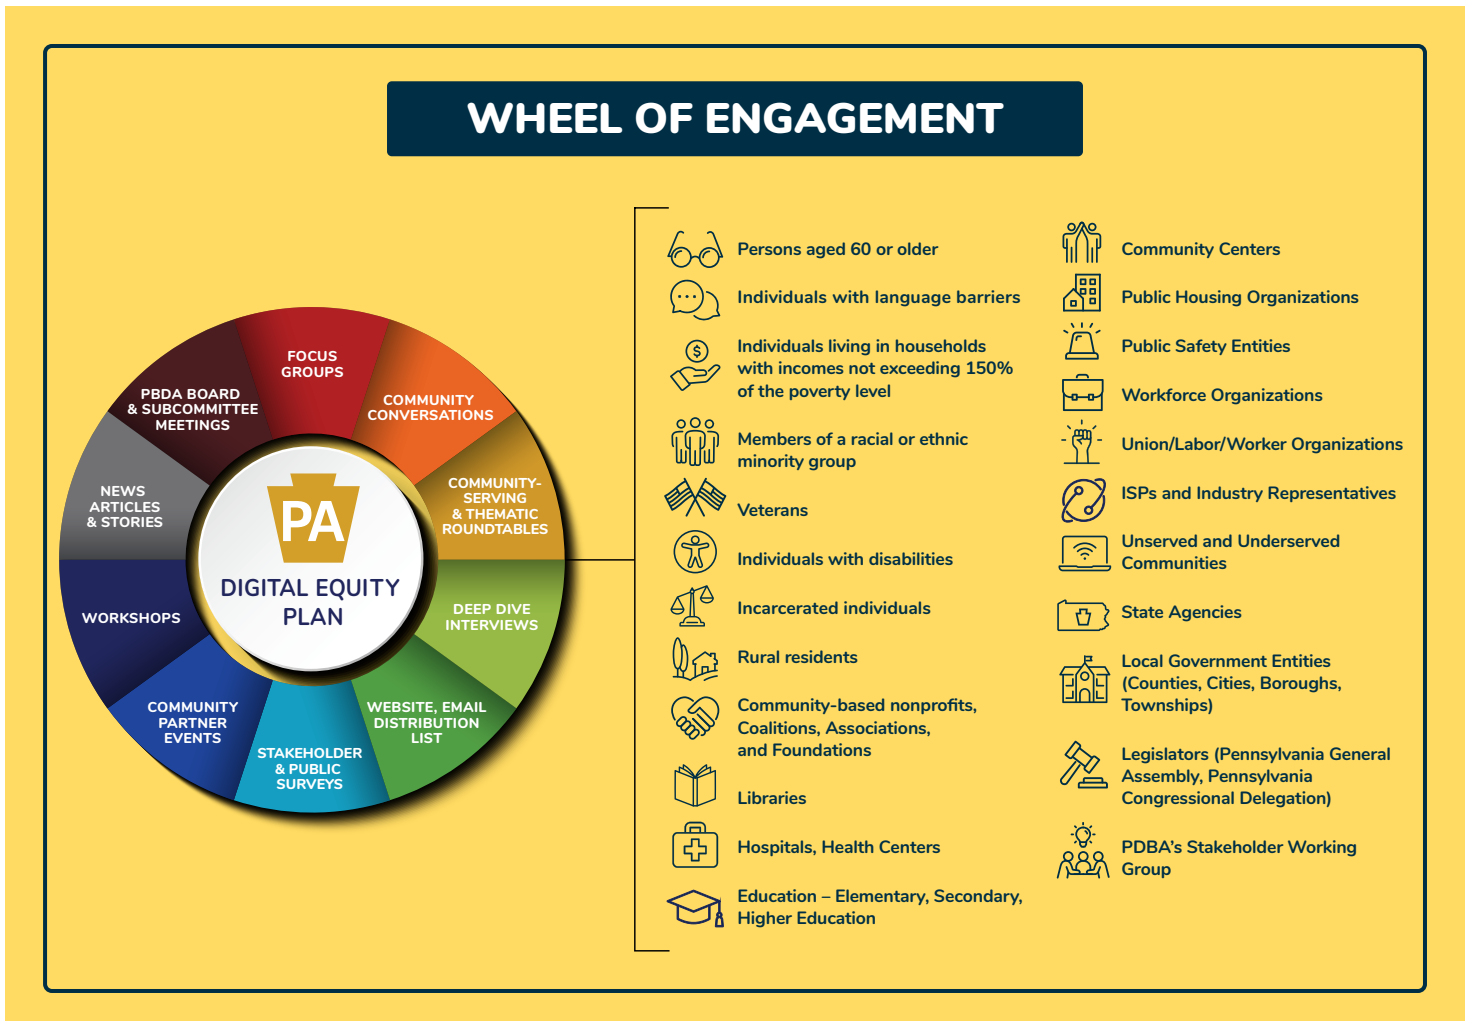 WHEEL OF ENGAGEMENT
FOCUS
GROUPS
COMMUNITY
CONVERSATIONS
COMMUNITY-
SERVING
& THEMATIC
ROUNDTABLES
DEEP DIVE
INTERVIEWS
WEBSITE, EMAIL
DISTRIBUTION
LIST
STAKEHOLDER
& PUBLIC
SURVEYS
COMMUNITY
PARTNER
EVENTS
WORKSHOPS
NEWS
ARTICLES
& STORIES
PBDA BOARD
& SUBCOMMITTEE
MEETINGS
PA
DIGITAL EQUITY
PLAN
Persons aged 60 or older
Individuals with language barriers
$
Individuals living in households
with incomes not exceeding 150%
of the poverty level
Members of a racial or ethnic
minority group
Veterans
Individuals with disabilities
Incarcerated individuals
Rural residents
Community-based nonprofits,
Coalitions, Associations,
and Foundations
Libraries
Hospitals, Health Centers
Education – Elementary, Secondary,
Higher Education
Community Centers
Public Housing Organizations
Public Safety Entities
Workforce Organizations
Union/Labor/Worker Organizations
ISPs and Industry Representatives
Unserved and Underserved
Communities
State Agencies
Local Government Entities
(Counties, Cities, Boroughs,
Townships)
Legislators (Pennsylvania General
Assembly, Pennsylvania
Congressional Delegation)
PDBA's Stakeholder Working
Group